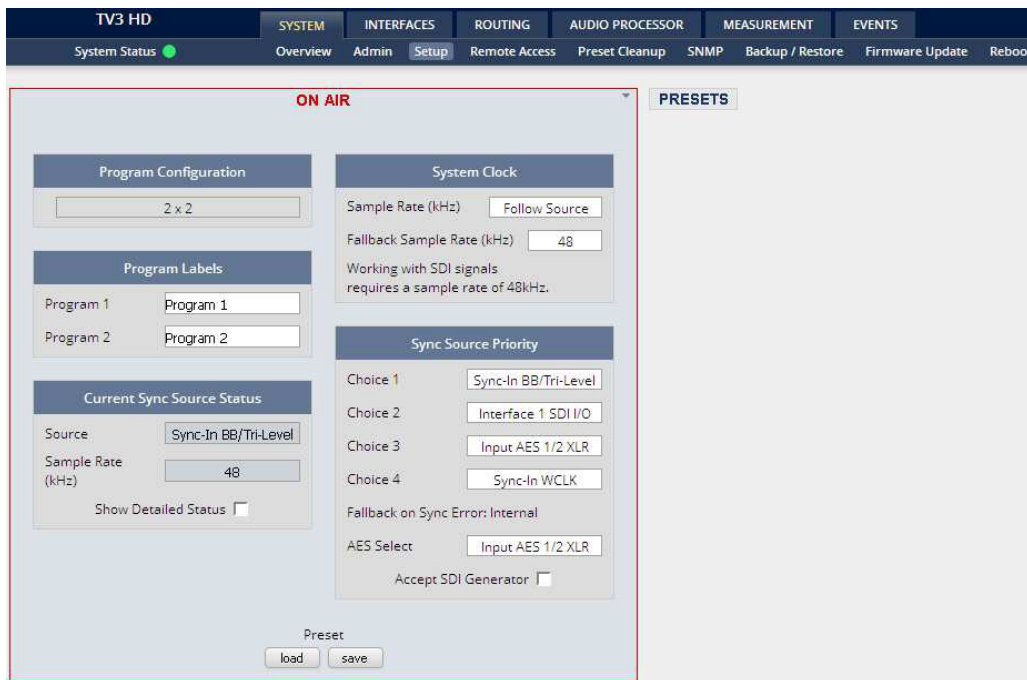 TV3 HD
SYSTEM INTERFACES ROUTING AUDIO PROCESSOR MEASUREMENT EVENTS
System Status
Overview Admin Setup Remote Access Preset Cleanup SNMP Backup / Restore Firmware Update Reboo
ON AIR
PRESETS
Program Configuration
2 x 2
Program Labels
Program 1 Program 1
Program 2 Program 2
Current Sync Source Status
Source Sync-In BB/Tri-Level
Sample Rate
(kHz)
48
Show Detailed Status
System Clock
Sample Rate (kHz) Follow Source
Fallback Sample Rate (kHz) 48
Working with SDI signals
requires a sample rate of 48kHz.
Sync Source Priority
Choice 1 Sync-In BB/Tri-Level
Choice 2 Interface 1 SDI I/O
Choice 3 Input AES 1/2 XLR
Choice 4 Sync-In WCLK
Fallback on Sync Error: Internal
AES Select Input AES 1/2 XLR
Accept SDI Generator
Preset
load save